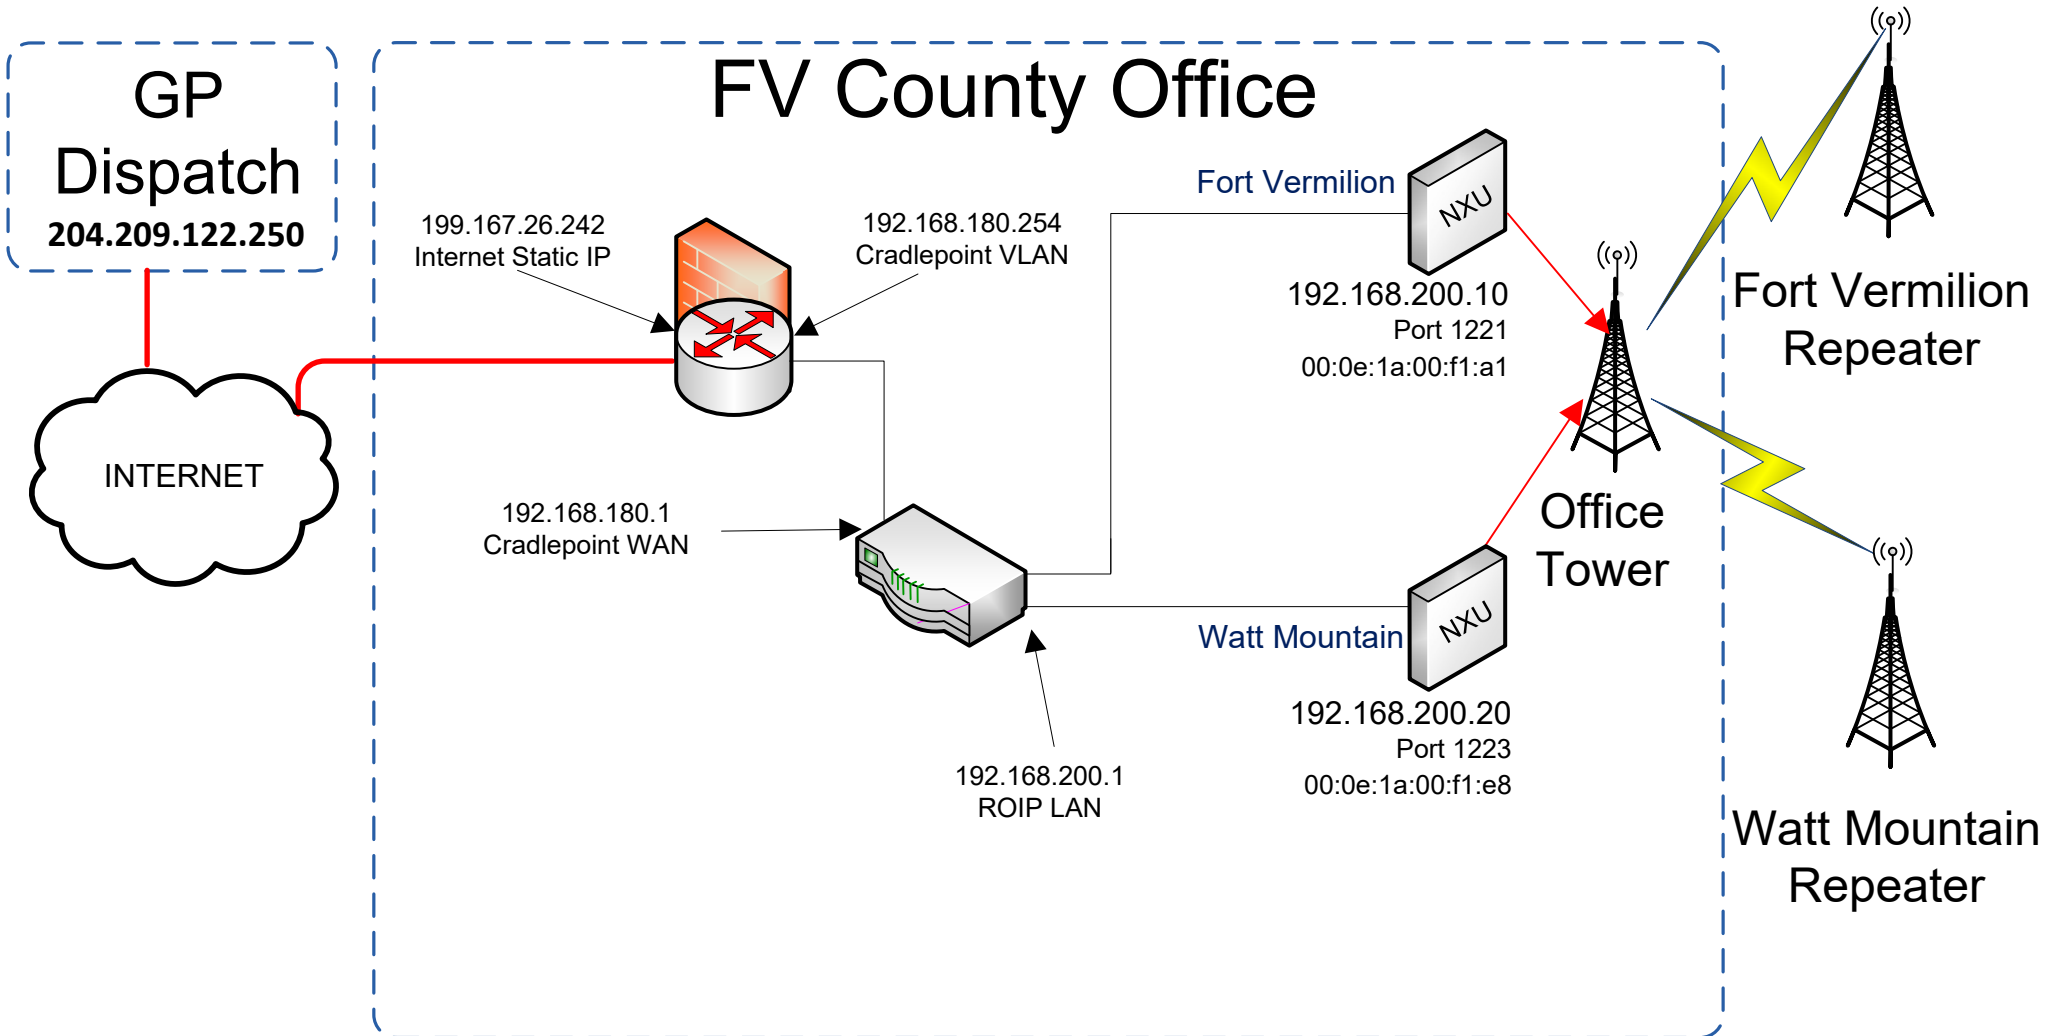 GP
Dispatch
204.209.122.250
INTERNET
FV County Office
199.167.26.242
Internet Static IP
192.168.180.254
Cradlepoint VLAN
192.168.180.1
Cradlepoint WAN
192.168.200.1
ROIP LAN
Fort Vermilion
NXU
192.168.200.10
Port 1221
00:0e:1a:00:f1:a1
Watt Mountain
NXU
192.168.200.20
Port 1223
00:0e:1a:00:f1:e8
Office
Tower
Fort Vermilion
Repeater
Watt Mountain
Repeater